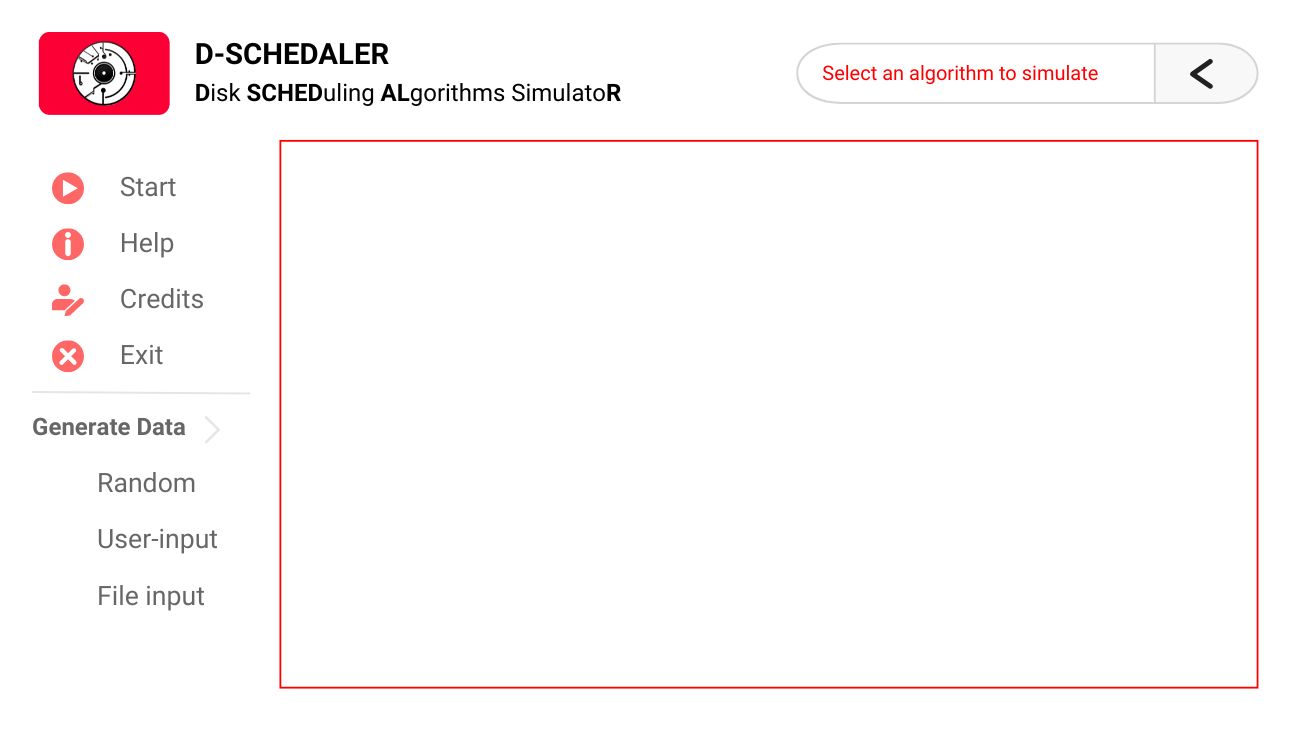 D-SCHEDALER
Disk SCHEDuling ALgorithms SimulatoR
Select an algorithm to simulate
Start
Help
Credits
Exit
Generate Data
Random
User-input
File input